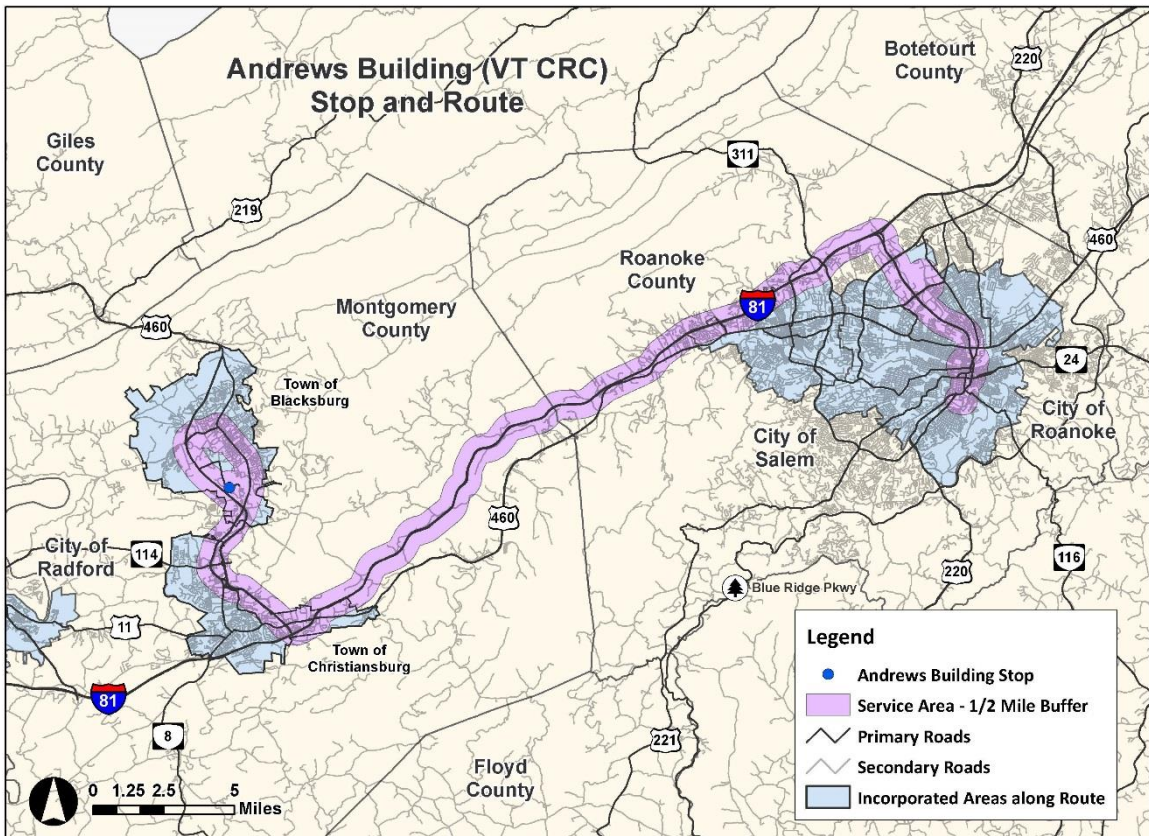 Andrews Building (VT CRC)
Stop and Route
Botetourt
County
220
Giles
County
311
219
460
Roanoke
County
81
Montgomery
County
460
Town of
Blacksburg
24
City of
Roanoke
City of
Salem
460
City of
Radford
114
116
220
Blue Ridge Pkwy
11
Town of
Christiansburg
81
8
221
Floyd
County
0 1.25 2.5 5
Miles
Legend
Andrews Building Stop
Service Area - 1/2 Mile Buffer
Primary Roads
Secondary Roads
Incorporated Areas along Route